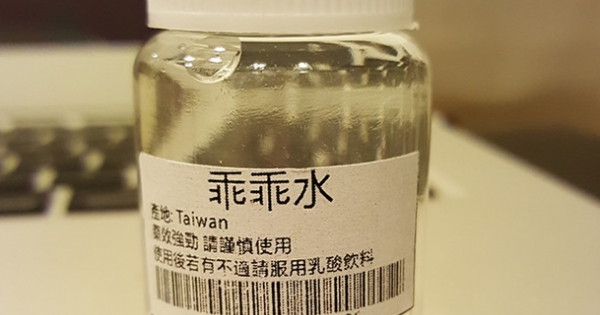 乖乖水
產地: Taiwan
藥效強勁 請謹慎使用
使用後若有不適請服用乳酸飲料